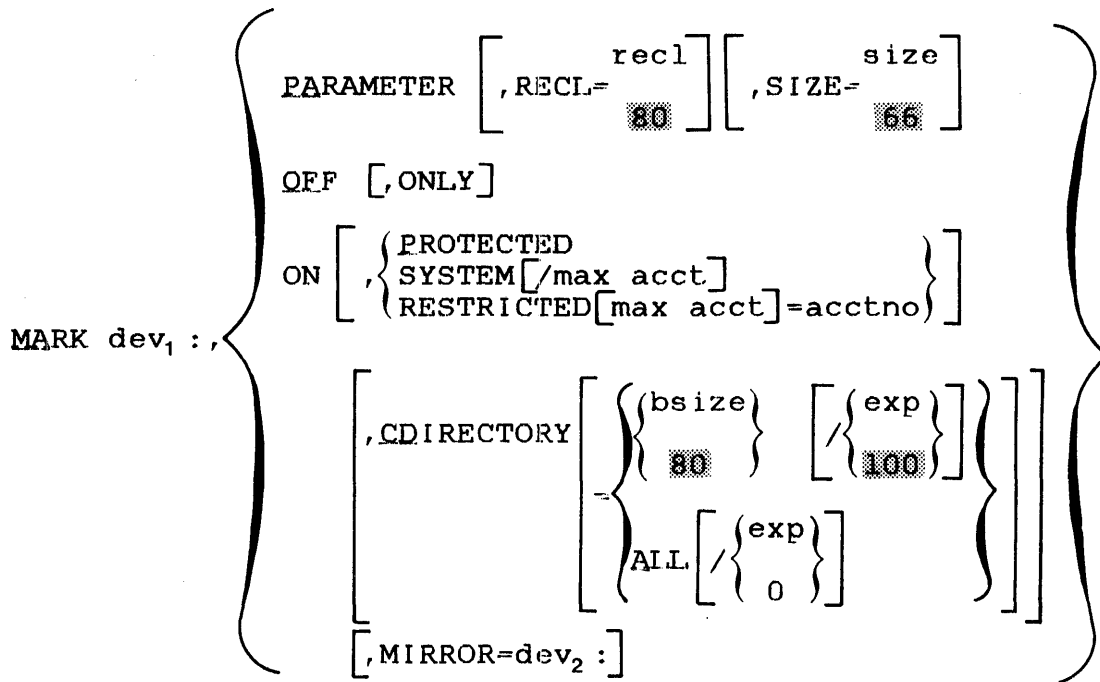 recl size
PARAMETER [,RECL= ] [,SIZE= ]
80 66
OFF [,ONLY]
{PROTECTED
ON [,{SYSTEM[/max acct] }]
{RESTRICTED[max acct]=acctno}
MARK dev₁:,
{bsize} {exp}
[,CDIRECTORY [={ [/ ] }]]
80 100
{exp}
ALL[/{ }]
0
[,MIRROR=dev₂:]